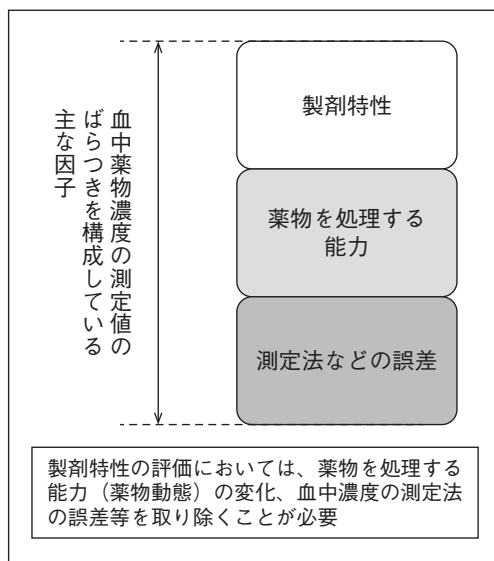 血中薬物濃度の測定値の
ばらつきを構成している
主な因子
製剤特性
薬物を処理する
能力
測定法などの誤差
製剤特性の評価においては、薬物を処理する
能力（薬物動態）の変化、血中濃度の測定法
の誤差等を取り除くことが必要